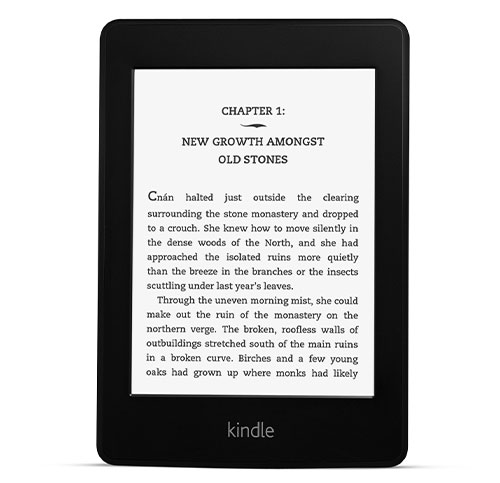 CHAPTER 1:
NEW GROWTH AMONGST
OLD STONES
Cnán halted just outside the clearing
surrounding the stone monastery and dropped
to a crouch. She knew how to move silently in
the dense woods of the North, and she had
approached the isolated ruins more quietly
than the breeze in the branches or the insects
scuttling under last year's leaves.
Through the uneven morning mist, she could
make out the ruin of the monastery on the
northern verge. The broken, roofless walls of
outbuildings stretched south of the main ruins
in a broken curve. Birches and a few young
oaks had grown up where monks had likely
kindle